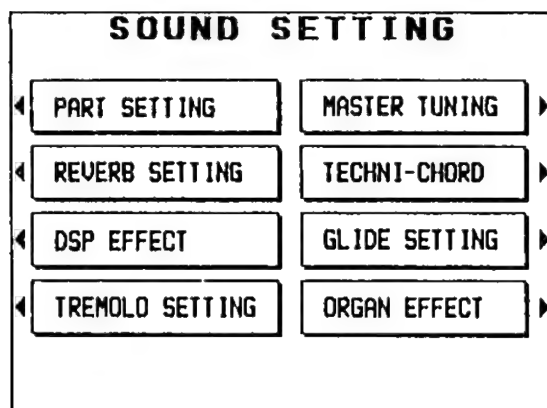 SOUND SETTING
PART SETTING MASTER TUNING
REVERB SETTING TECHNI-CHORD
DSP EFFECT GLIDE SETTING
TREMOLO SETTING ORGAN EFFECT